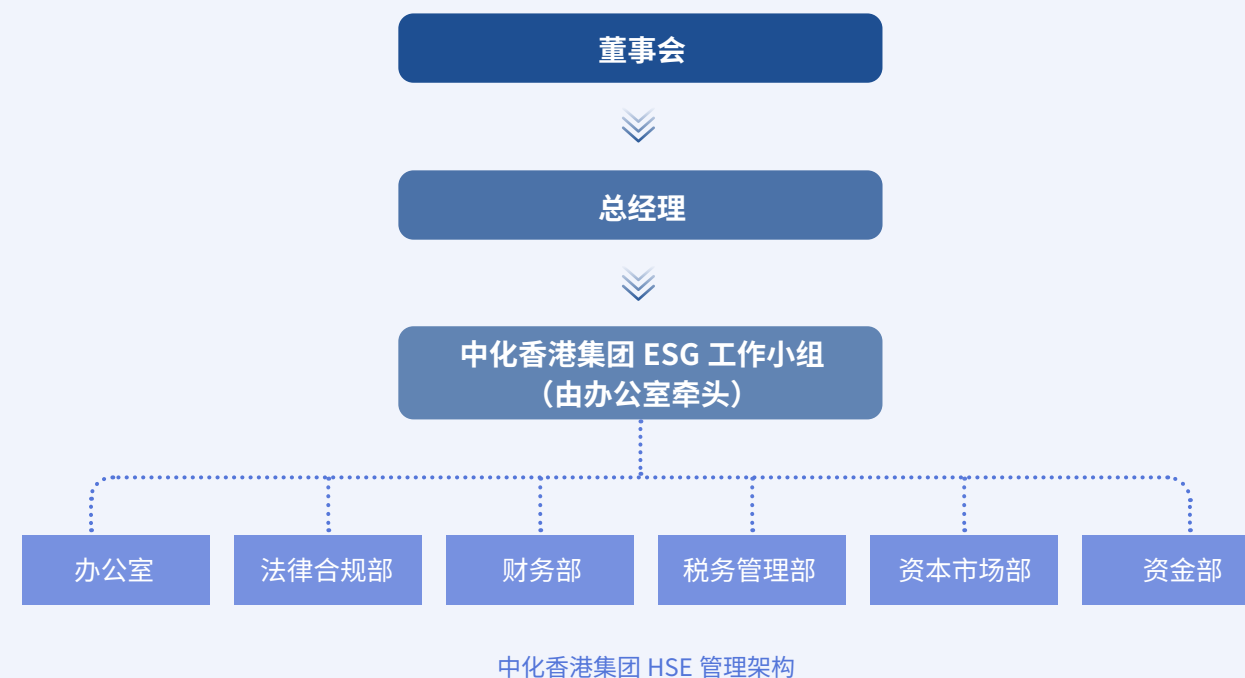 董事会
总经理
中化香港集团 ESG 工作小组
（由办公室牵头）
办公室
法律合规部
财务部
税务管理部
资本市场部
资金部
中化香港集团 HSE 管理架构